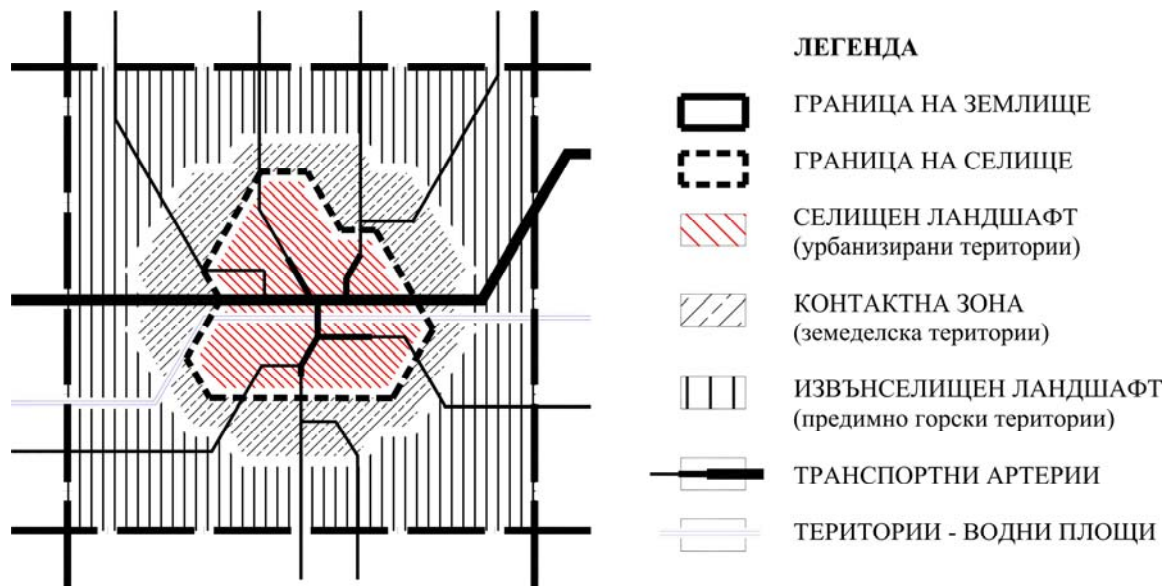 ЛЕГЕНДА
ГРАНИЦА НА ЗЕМЛИЩЕ
ГРАНИЦА НА СЕЛИЩЕ
СЕЛИЩЕН ЛАНДШАФТ
(урбанизирани територии)
КОНТАКТНА ЗОНА
(земеделска територии)
ИЗВЪНСЕЛИЩЕН ЛАНДШАФТ
(предимно горски територии)
ТРАНСПОРТНИ АРТЕРИИ
ТЕРИТОРИИ - ВОДНИ ПЛОЩИ